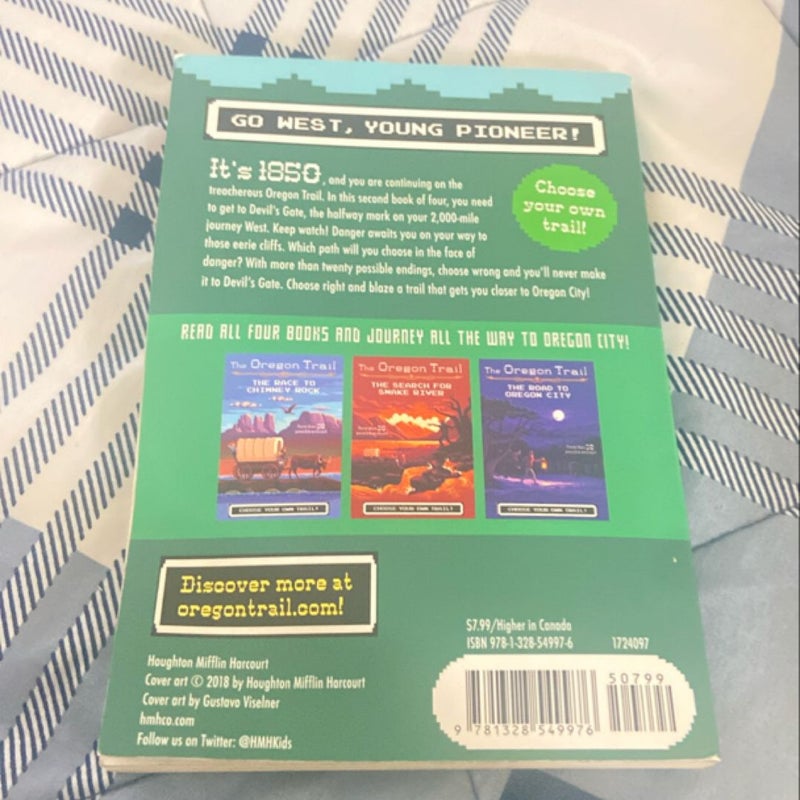 GO WEST, YOUNG PIONEER!
It's 1850, and you are continuing on the
treacherous Oregon Trail. In this second book of four, you need
to get to Devil's Gate, the halfway mark on your 2,000-mile
journey West. Keep watch! Danger awaits you on your way to
those eerie cliffs. Which path will you choose in the face of
danger? With more than twenty possible endings, choose wrong and you'll never make
it to Devil's Gate. Choose right and blaze a trail that gets you closer to Oregon City!
Choose
your own
trail!
READ ALL FOUR BOOKS AND JOURNEY ALL THE WAY TO OREGON CITY!
The Oregon Trail
THE RACE TO
CHIMNEY ROCK
CHOOSE YOUR OWN TRAIL!
The Oregon Trail
THE SEARCH FOR
SNAKE RIVER
CHOOSE YOUR OWN TRAIL!
The Oregon Trail
THE ROAD TO
OREGON CITY
CHOOSE YOUR OWN TRAIL!
Discover more at
oregontrail.com!
Houghton Mifflin Harcourt
Cover art © 2018 by Houghton Mifflin Harcourt
Cover art by Gustavo Viselner
hmhco.com
Follow us on Twitter: @HMHKids
$7.99/Higher in Canada
ISBN 978-1-328-54997-6 1724097
50799
9 781328 549976